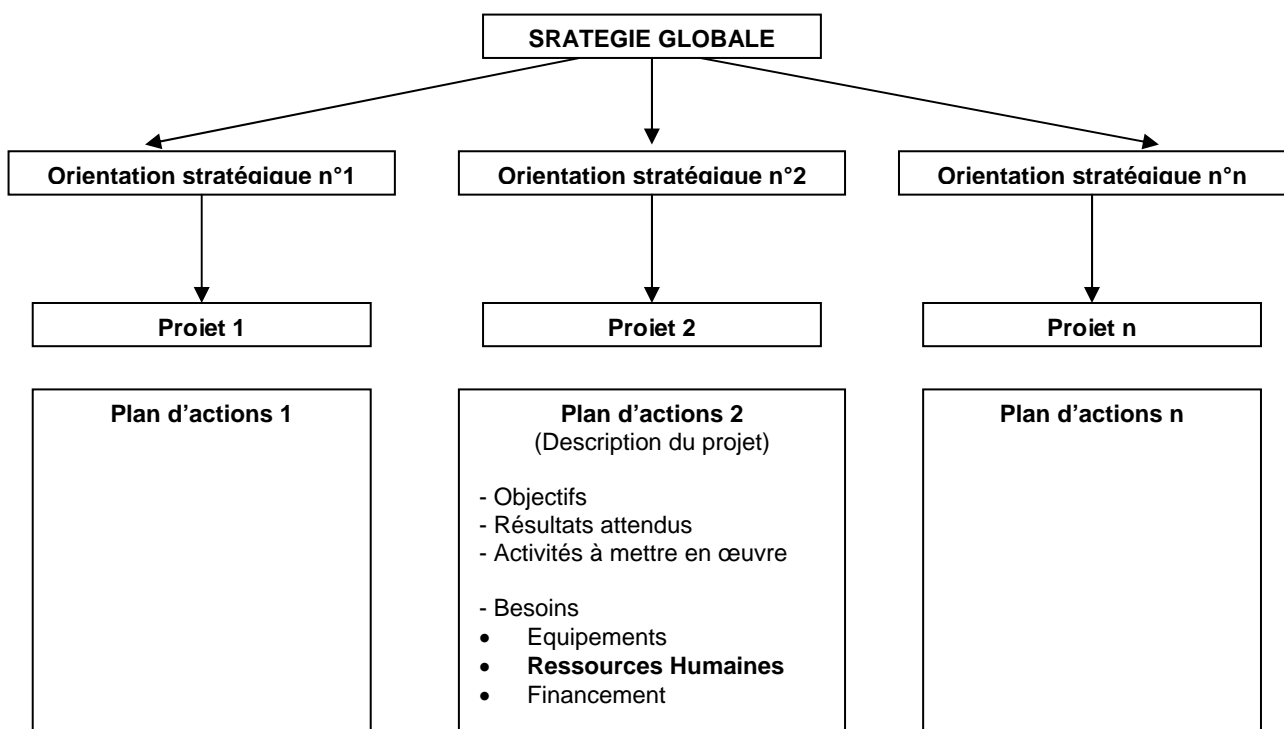 SRATEGIE GLOBALE
Orientation stratégique n°1
Orientation stratégique n°2
Orientation stratégique n°n
Projet 1
Projet 2
Projet n
Plan d’actions 1
Plan d’actions 2
(Description du projet)
- Objectifs
- Résultats attendus
- Activités à mettre en œuvre
- Besoins
• Equipements
• Ressources Humaines
• Financement
Plan d’actions n